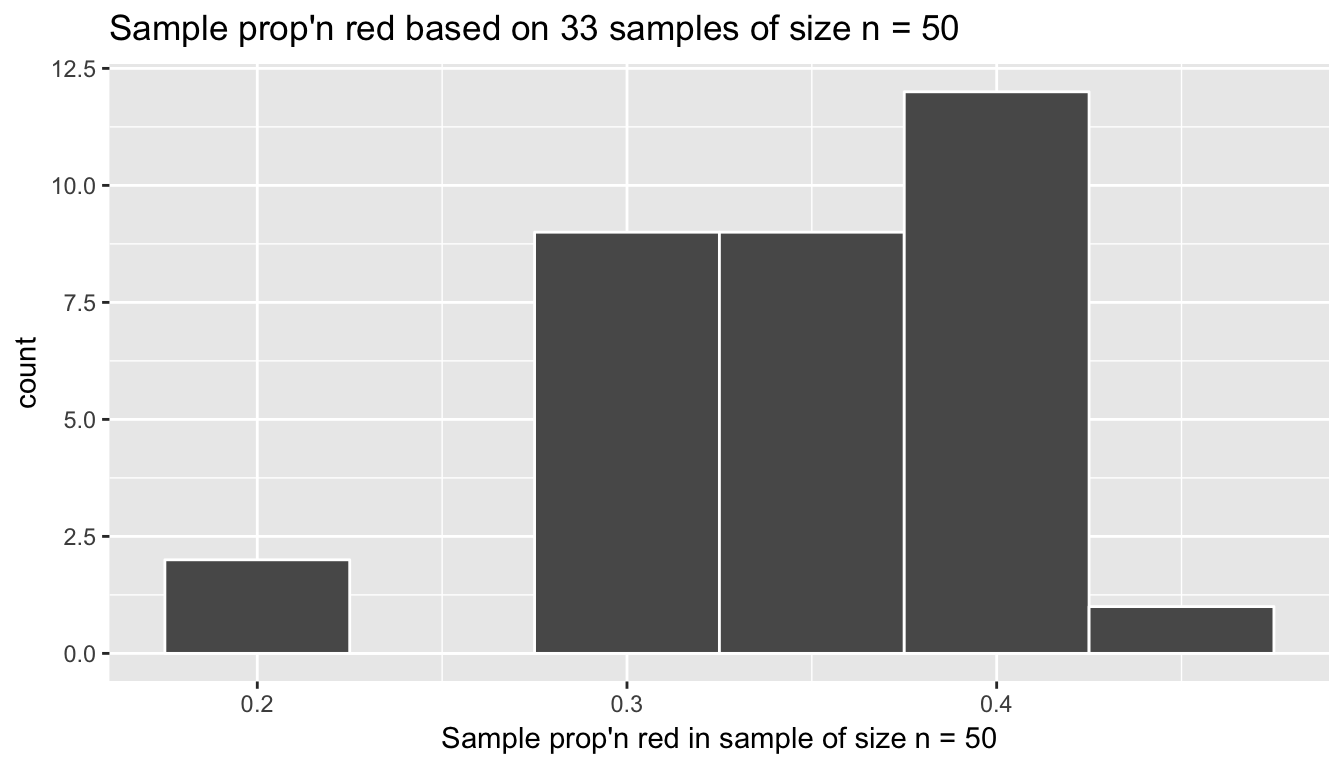 Sample prop'n red based on 33 samples of size n = 50
12.5
10.0
7.5
5.0
2.5
0.0
count
0.2 0.3 0.4
Sample prop'n red in sample of size n = 50